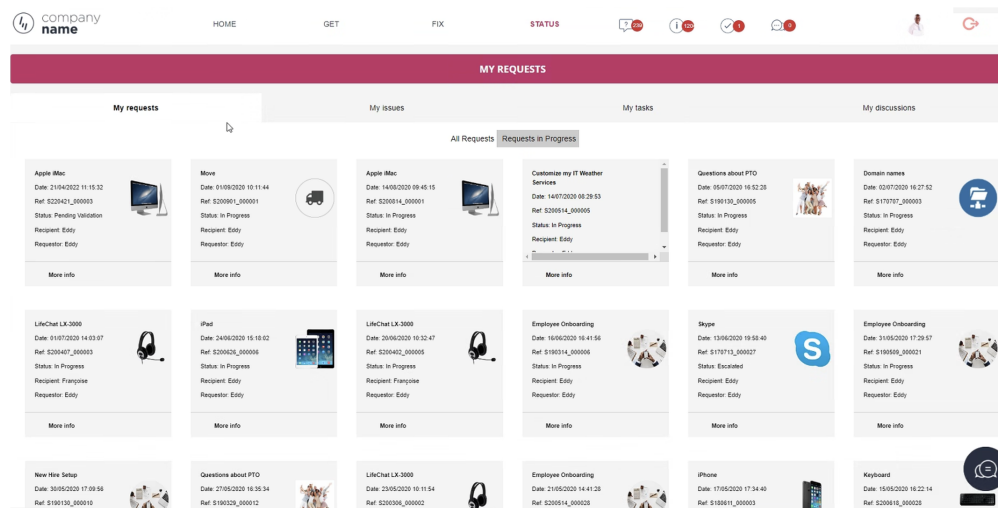 company
name
HOME GET FIX STATUS ? 239 i 120 1 0
MY REQUESTS
My requests My issues My tasks My discussions
All Requests Requests in Progress
Apple iMac
Date: 21/04/2022 11:15:32
Ref: S220421_000003
Status: Pending Validation
Recipient: Eddy
Requestor: Eddy
More info
Move
Date: 01/09/2020 10:11:44
Ref: S200901_000001
Status: In Progress
Recipient: Eddy
Requestor: Eddy
More info
Apple iMac
Date: 14/08/2020 09:45:15
Ref: S200814_000001
Status: In Progress
Recipient: Eddy
Requestor: Eddy
More info
Customize my IT Weather
Services
Date: 14/07/2020 08:29:53
Ref: S200514_000005
Status: In Progress
Recipient: Eddy
More info
Questions about PTO
Date: 05/07/2020 16:52:28
Ref: S190130_000005
Status: In Progress
Recipient: Eddy
Requestor: Eddy
More info
Domain names
Date: 02/07/2020 16:27:52
Ref: S170707_000003
Status: In Progress
Recipient: Eddy
Requestor: Eddy
More info
LifeChat LX-3000
Date: 01/07/2020 14:03:07
Ref: S200407_000003
Status: In Progress
Recipient: Françoise
Requestor: Eddy
More info
iPad
Date: 24/06/2020 15:18:02
Ref: S200626_000006
Status: In Progress
Recipient: Eddy
Requestor: Eddy
More info
LifeChat LX-3000
Date: 20/06/2020 10:32:47
Ref: S200402_000005
Status: In Progress
Recipient: Françoise
Requestor: Eddy
More info
Employee Onboarding
Date: 16/06/2020 16:41:56
Ref: S190314_000006
Status: In Progress
Recipient: Eddy
Requestor: Eddy
More info
Skype
Date: 13/06/2020 19:58:40
Ref: S170713_000027
Status: Escalated
Recipient: Eddy
Requestor: Eddy
More info
Employee Onboarding
Date: 31/05/2020 17:29:57
Ref: S190509_000021
Status: In Progress
Recipient: Eddy
Requestor: Eddy
More info
New Hire Setup
Date: 30/05/2020 17:09:56
Ref: S190130_000010
Questions about PTO
Date: 27/05/2020 16:35:34
Ref: S190329_000012
LifeChat LX-3000
Date: 23/05/2020 10:11:54
Ref: S200306_000002
Employee Onboarding
Date: 21/05/2020 14:41:28
Ref: S200514_000028
iPhone
Date: 17/05/2020 17:34:40
Ref: S180611_000003
Keyboard
Date: 15/05/2020 16:22:14
Ref: S200618_000028